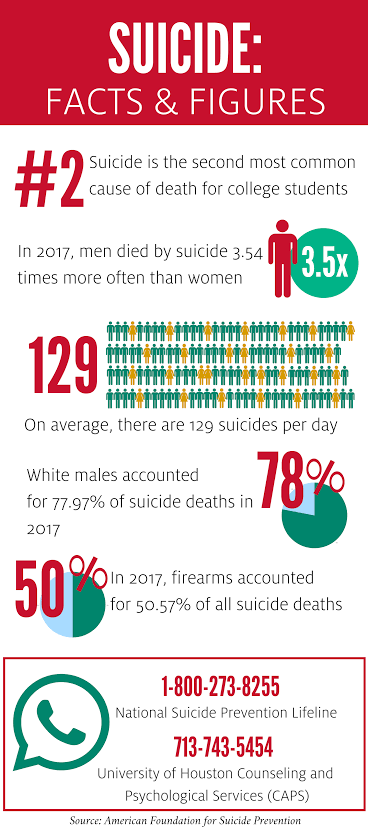 SUICIDE:
FACTS & FIGURES
#2
Suicide is the second most common
cause of death for college students
In 2017, men died by suicide 3.54
times more often than women
3.5x
129
On average, there are 129 suicides per day
White males accounted
for 77.97% of suicide deaths in
2017
78%
50%
In 2017, firearms accounted
for 50.57% of all suicide deaths
1-800-273-8255
National Suicide Prevention Lifeline
713-743-5454
University of Houston Counseling and
Psychological Services (CAPS)
Source: American Foundation for Suicide Prevention